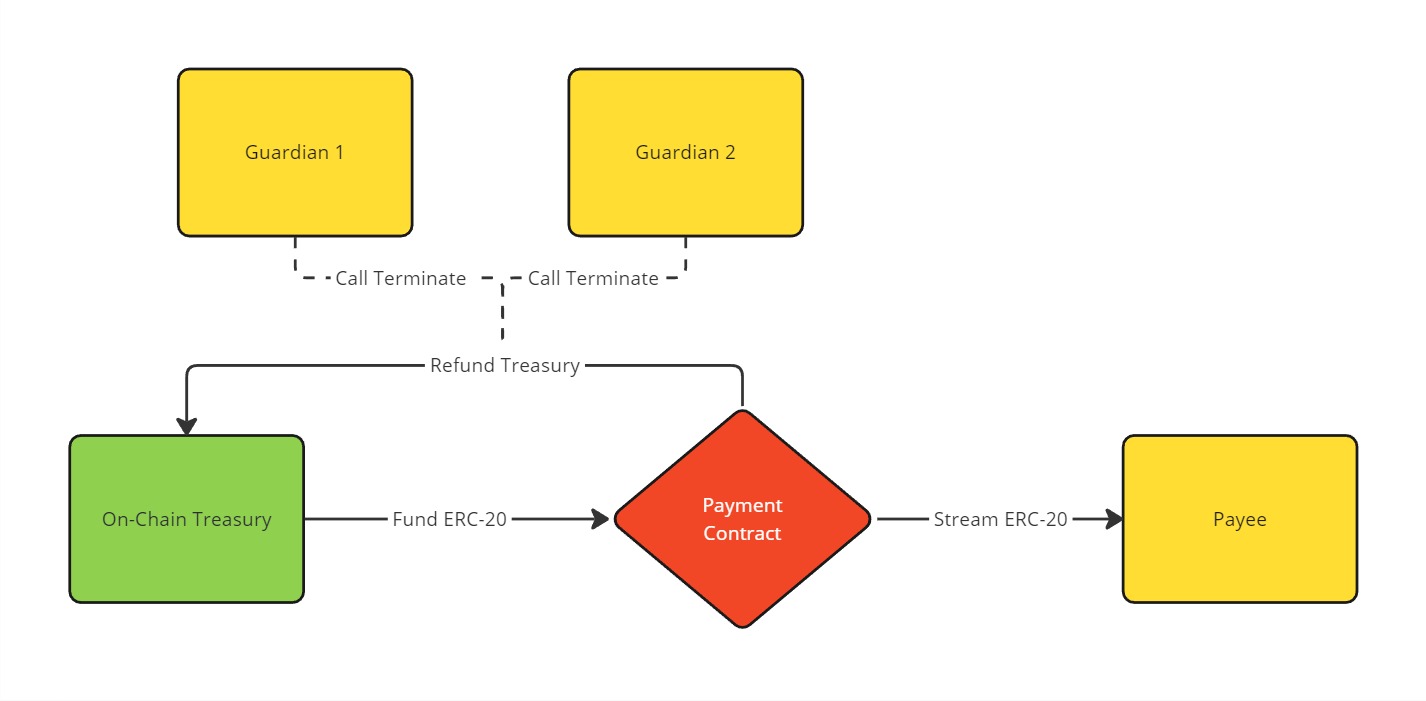 Guardian 1
Guardian 2
Call Terminate
Call Terminate
Refund Treasury
On-Chain Treasury
Fund ERC-20
Payment
Contract
Stream ERC-20
Payee